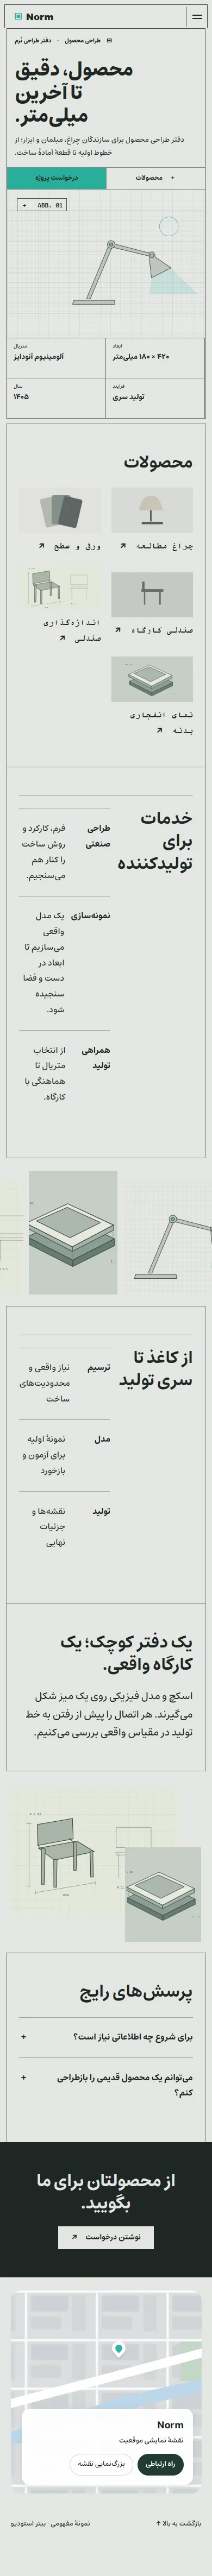 Norm
طراحی محصول · دفتر طراحی نُرم
محصول، دقیق
تا آخرین
میلی‌متر.
دفتر طراحی محصول برای سازندگان چراغ، مبلمان و ابزار؛ از
خطوط اولیه تا قطعهٔ آمادهٔ ساخت.
محصولات +
درخواست پروژه
+ ABB. 01
ابعاد
۴۲۰ × ۱۸۰ میلی‌متر
متریال
آلومینیوم آنودایز
فرایند
تولید سری
سال
۱۴۰۵
محصولات
چراغ مطالعه ↗
ورق و سطح ↗
صندلی کارگاه ↗
اندازه‌گذاری
صندلی ↗
نمای انفجاری
بدنه ↗
خدمات
برای
تولیدکننده
طراحی
صنعتی
فرم، کارکرد و
روش ساخت
را کنار هم
می‌سنجیم.
نمونه‌سازی
یک مدل
واقعی
می‌سازیم تا
ابعاد در
دست و فضا
سنجیده
شود.
همراهی
تولید
از انتخاب
متریال تا
هماهنگی با
کارگاه.
از کاغذ تا
سری تولید
ترسیم
نیاز واقعی و
محدودیت‌های
ساخت
مدل
نمونهٔ اولیه
برای آزمون و
بازخورد
تولید
نقشه‌ها و
جزئیات
نهایی
یک دفتر کوچک؛ یک
کارگاه واقعی.
اسکچ و مدل فیزیکی روی یک میز شکل
می‌گیرند. هر اتصال را پیش از رفتن به خط
تولید در مقیاس واقعی بررسی می‌کنیم.
پرسش‌های رایج
برای شروع چه اطلاعاتی نیاز است؟ +
می‌توانم یک محصول قدیمی را بازطراحی +
کنم؟
از محصولتان برای ما
بگویید.
نوشتن درخواست ↗
Norm
نقشهٔ نمایشی موقعیت
راه ارتباطی
بزرگ‌نمایی نقشه
بازگشت به بالا ↑
نمونهٔ مفهومی · بیتر استودیو